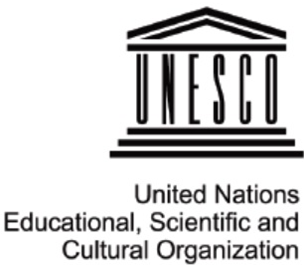 UNESCO
United Nations
Educational, Scientific and
Cultural Organization